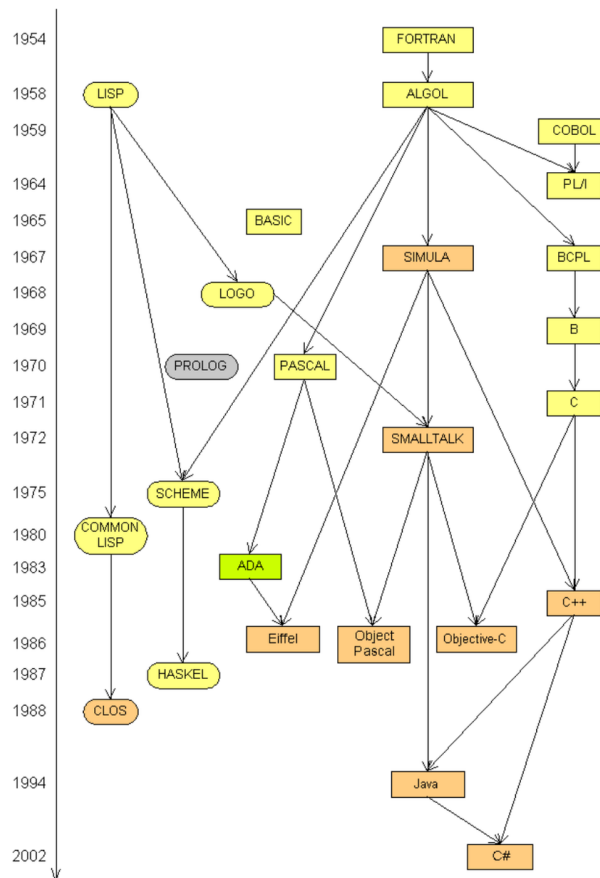 1954
FORTRAN
1958
LISP
ALGOL
1959
COBOL
1964
PL/I
1965
BASIC
1967
SIMULA
BCPL
1968
LOGO
1969
B
1970
PROLOG
PASCAL
1971
C
1972
SMALLTALK
1975
SCHEME
1980
COMMON
LISP
1983
ADA
1985
C++
1986
Eiffel
Object
Pascal
Objective-C
1987
HASKEL
1988
CLOS
1994
Java
2002
C#